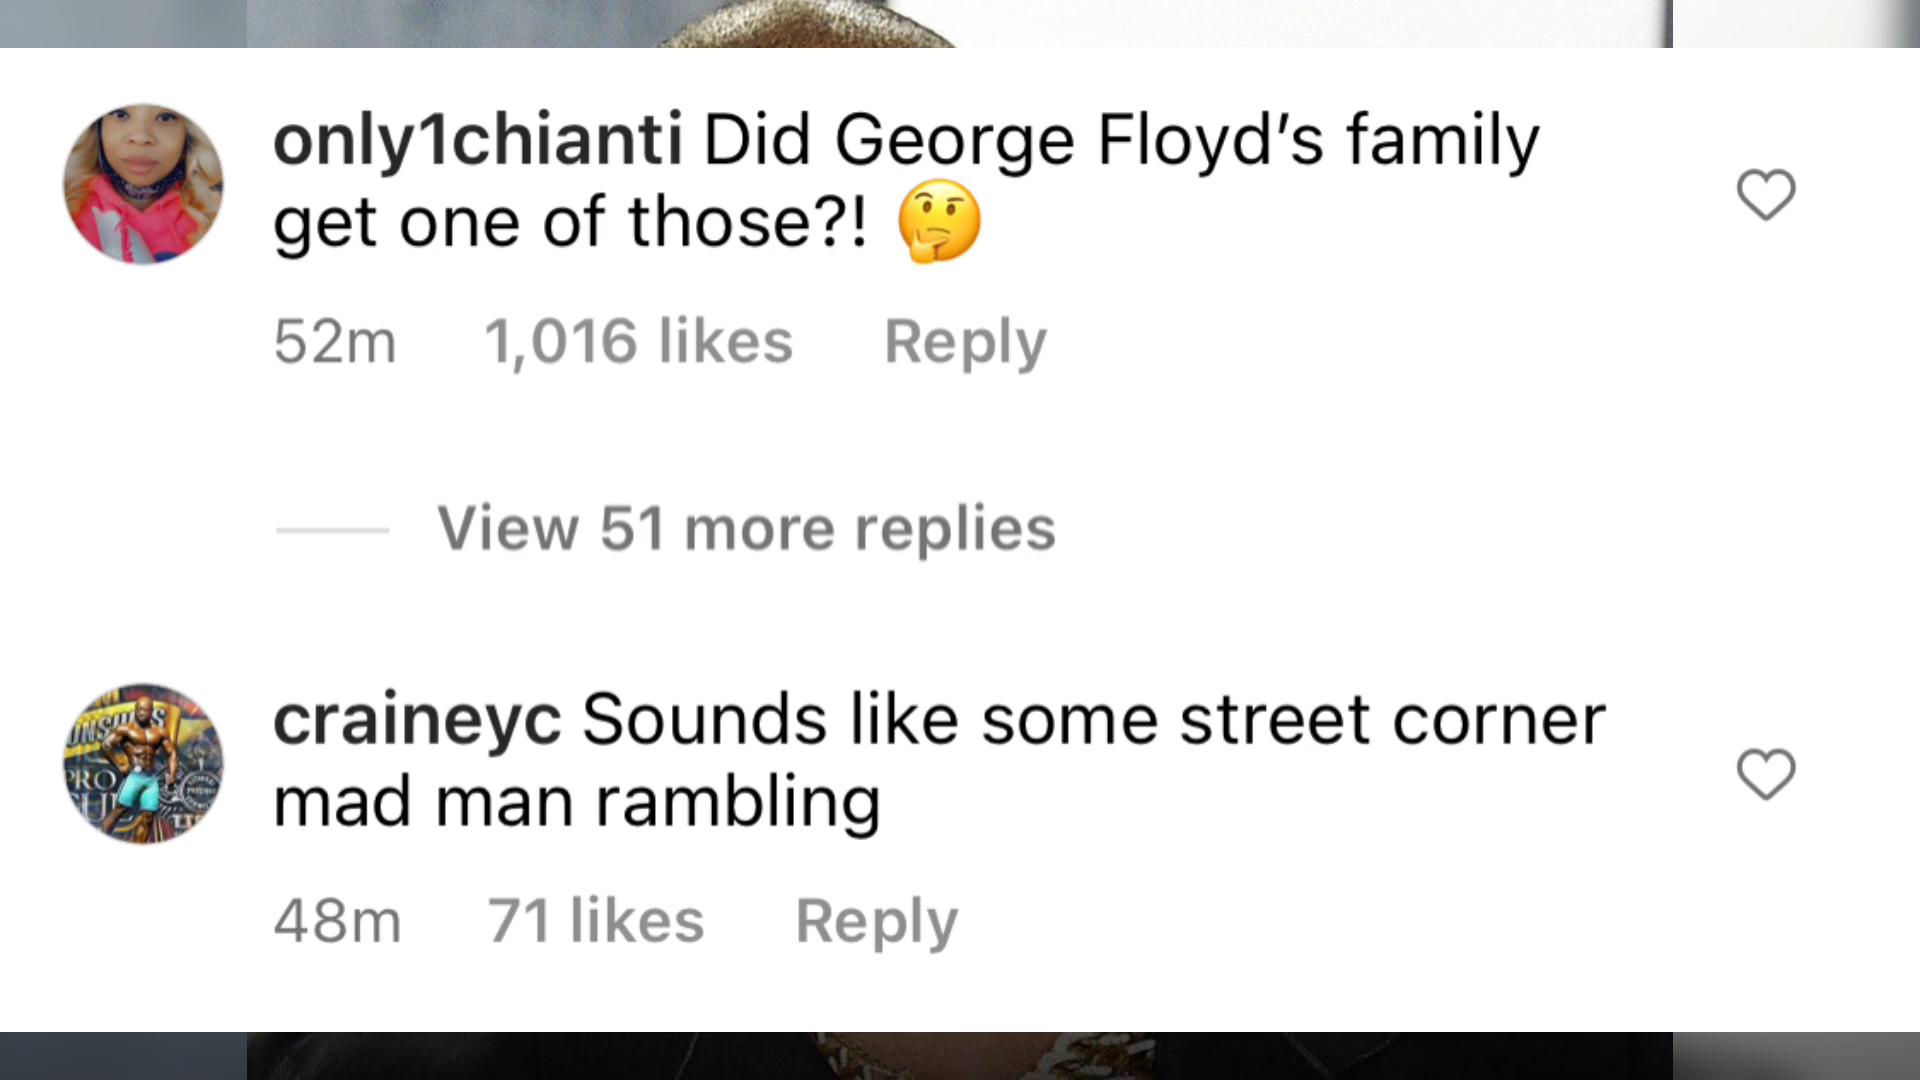 only1chianti Did George Floyd’s family
get one of those?! 🤔
52m 1,016 likes Reply
View 51 more replies
craineyc Sounds like some street corner
mad man rambling
48m 71 likes Reply